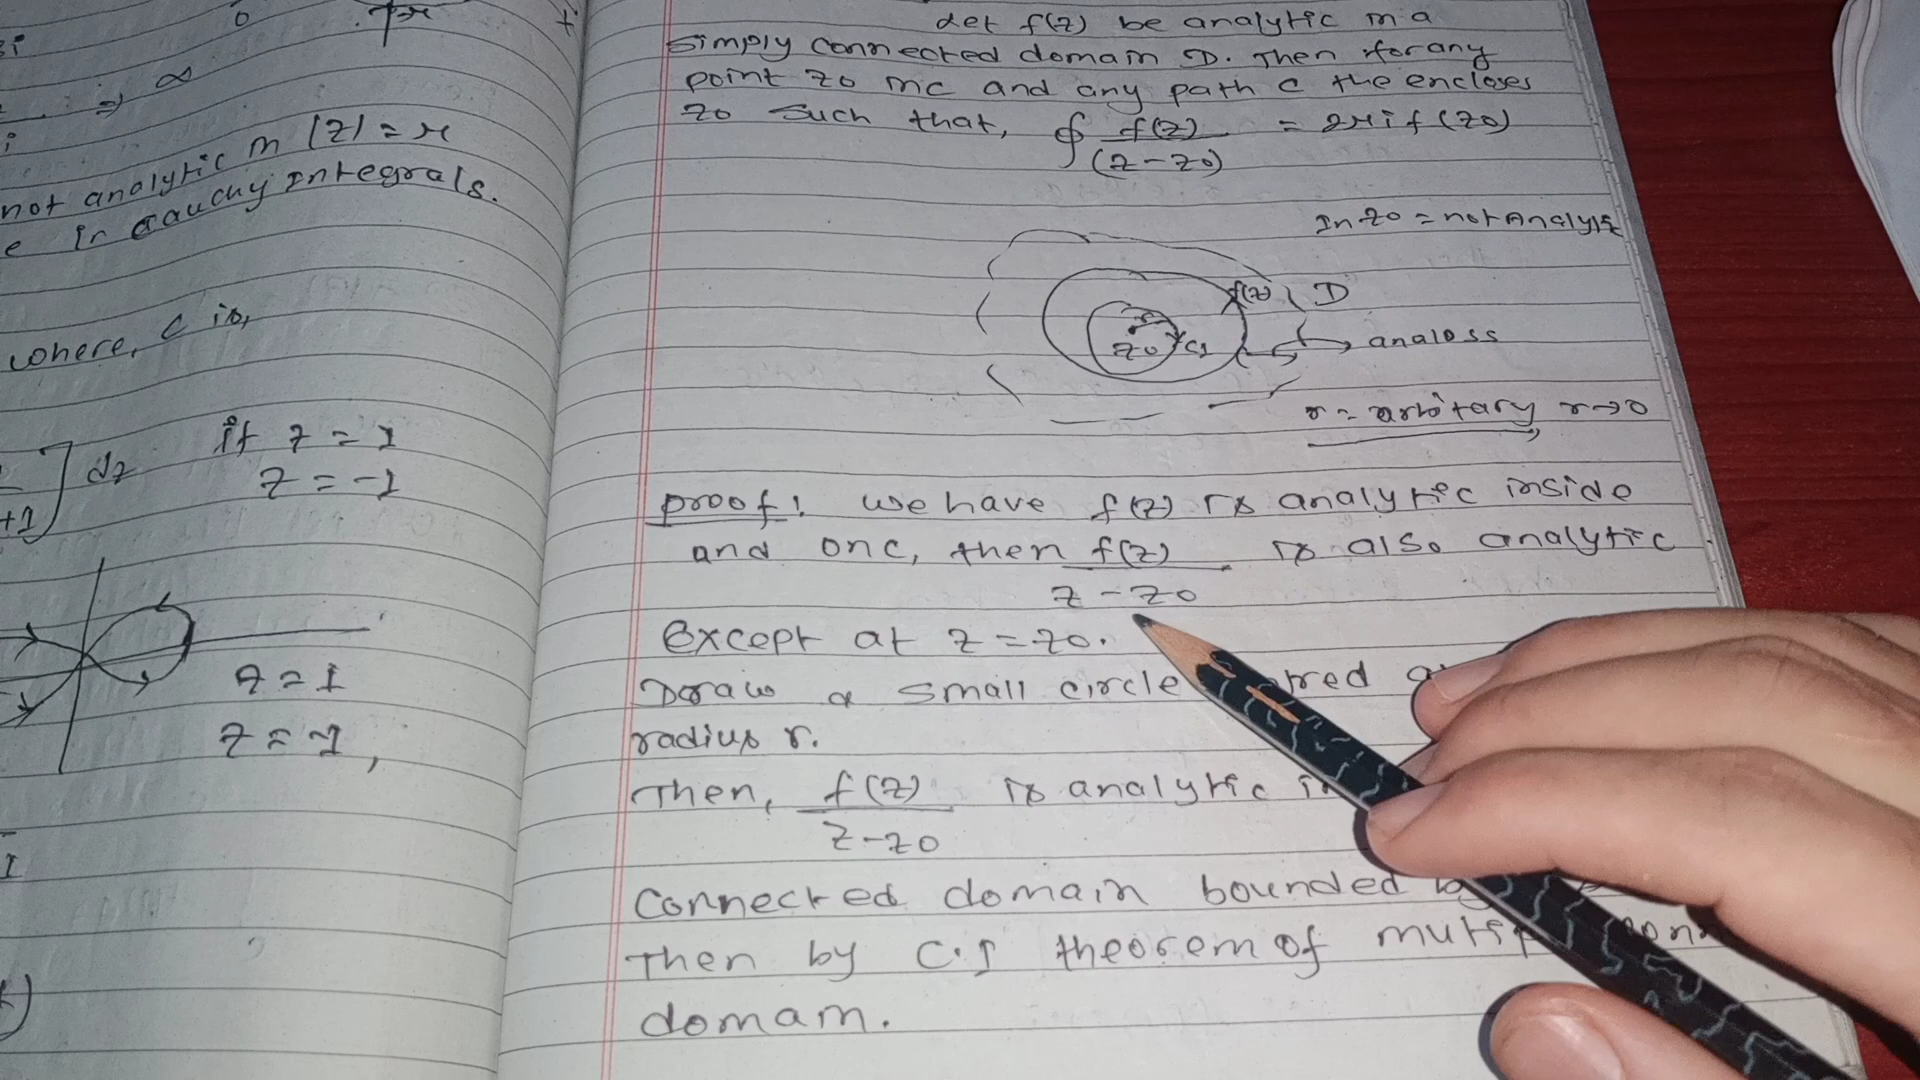 0
3i
⇒ ∞
i
not analytic in |z| = r
e in cauchy Integrals.
where, C is,
dz if z = 1
z = -1
+1
z = 1
z = -1,
Let f(z) be analytic in a
simply connected domain D. Then for any
point z0 in c and any path c the encloses
z0 such that, ∮ f(z)/(z-z0) = 2πi f(z0)
In z0 = not Analytic
f(z) D
z0 C1
analoss
r = arbitary r→0
proof: we have f(z) is analytic inside
and on c, then f(z)/z-z0 is also analytic
Except at z = z0.
Draw a small circle
radius r.
Then, f(z)/z-z0 is analytic
connected domain bounded
Then by C.I theorem of
domain.